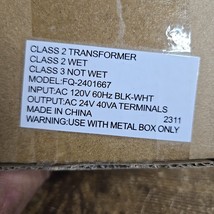 CLASS 2 TRANSFORMER
CLASS 2 WET
CLASS 3 NOT WET
MODEL:FQ-2401667
INPUT:AC 120V 60Hz BLK-WHT
OUTPUT:AC 24V 40VA TERMINALS
MADE IN CHINA 2311
WARNING:USE WITH METAL BOX ONLY